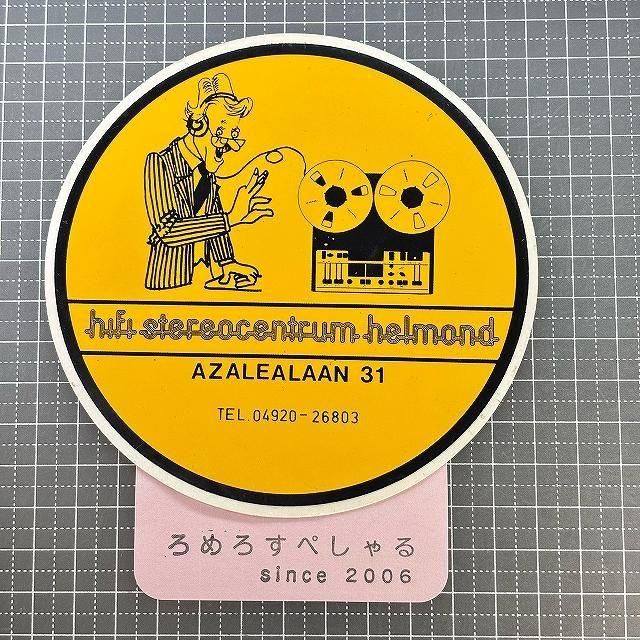 hifi stereocentrum helmond
AZALEALAAN 31
TEL.04920-26803
ろめろすぺしゃる
since 2006